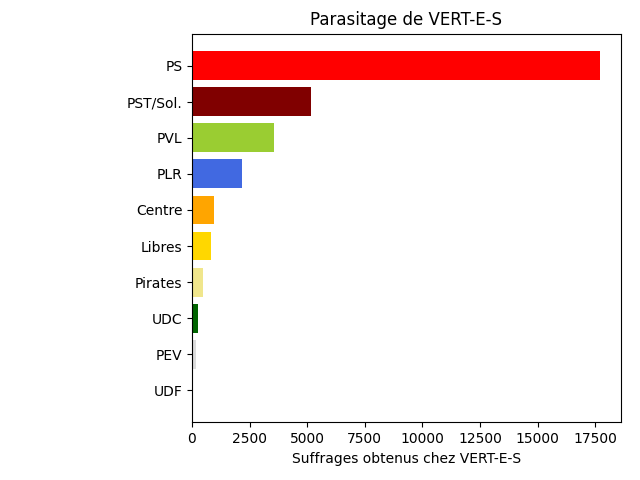 Parasitage de VERT-E-S
PS
PST/Sol.
PVL
PLR
Centre
Libres
Pirates
UDC
PEV
UDF
0 2500 5000 7500 10000 12500 15000 17500
Suffrages obtenus chez VERT-E-S